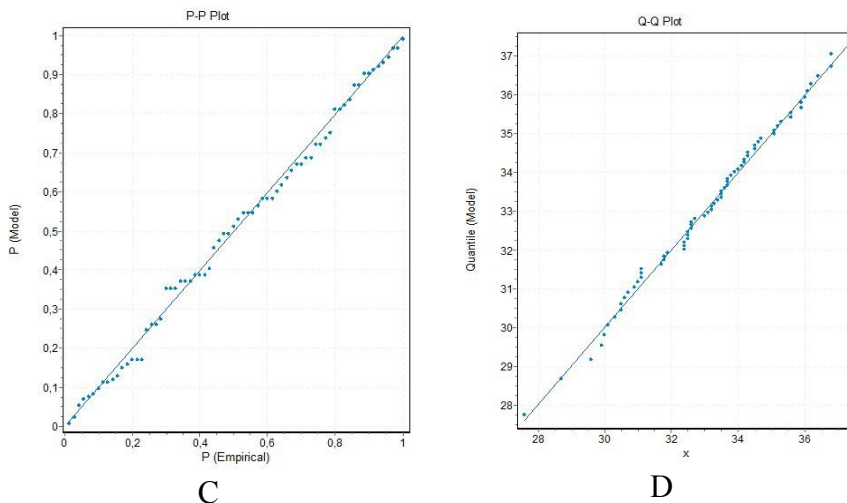 P-P Plot
P (Model)
1
0,9
0,8
0,7
0,6
0,5
0,4
0,3
0,2
0,1
0
0 0,2 0,4 0,6 0,8 1
P (Empirical)
C
Q-Q Plot
Quantile (Model)
37
36
35
34
33
32
31
30
29
28
28 30 32 34 36
x
D